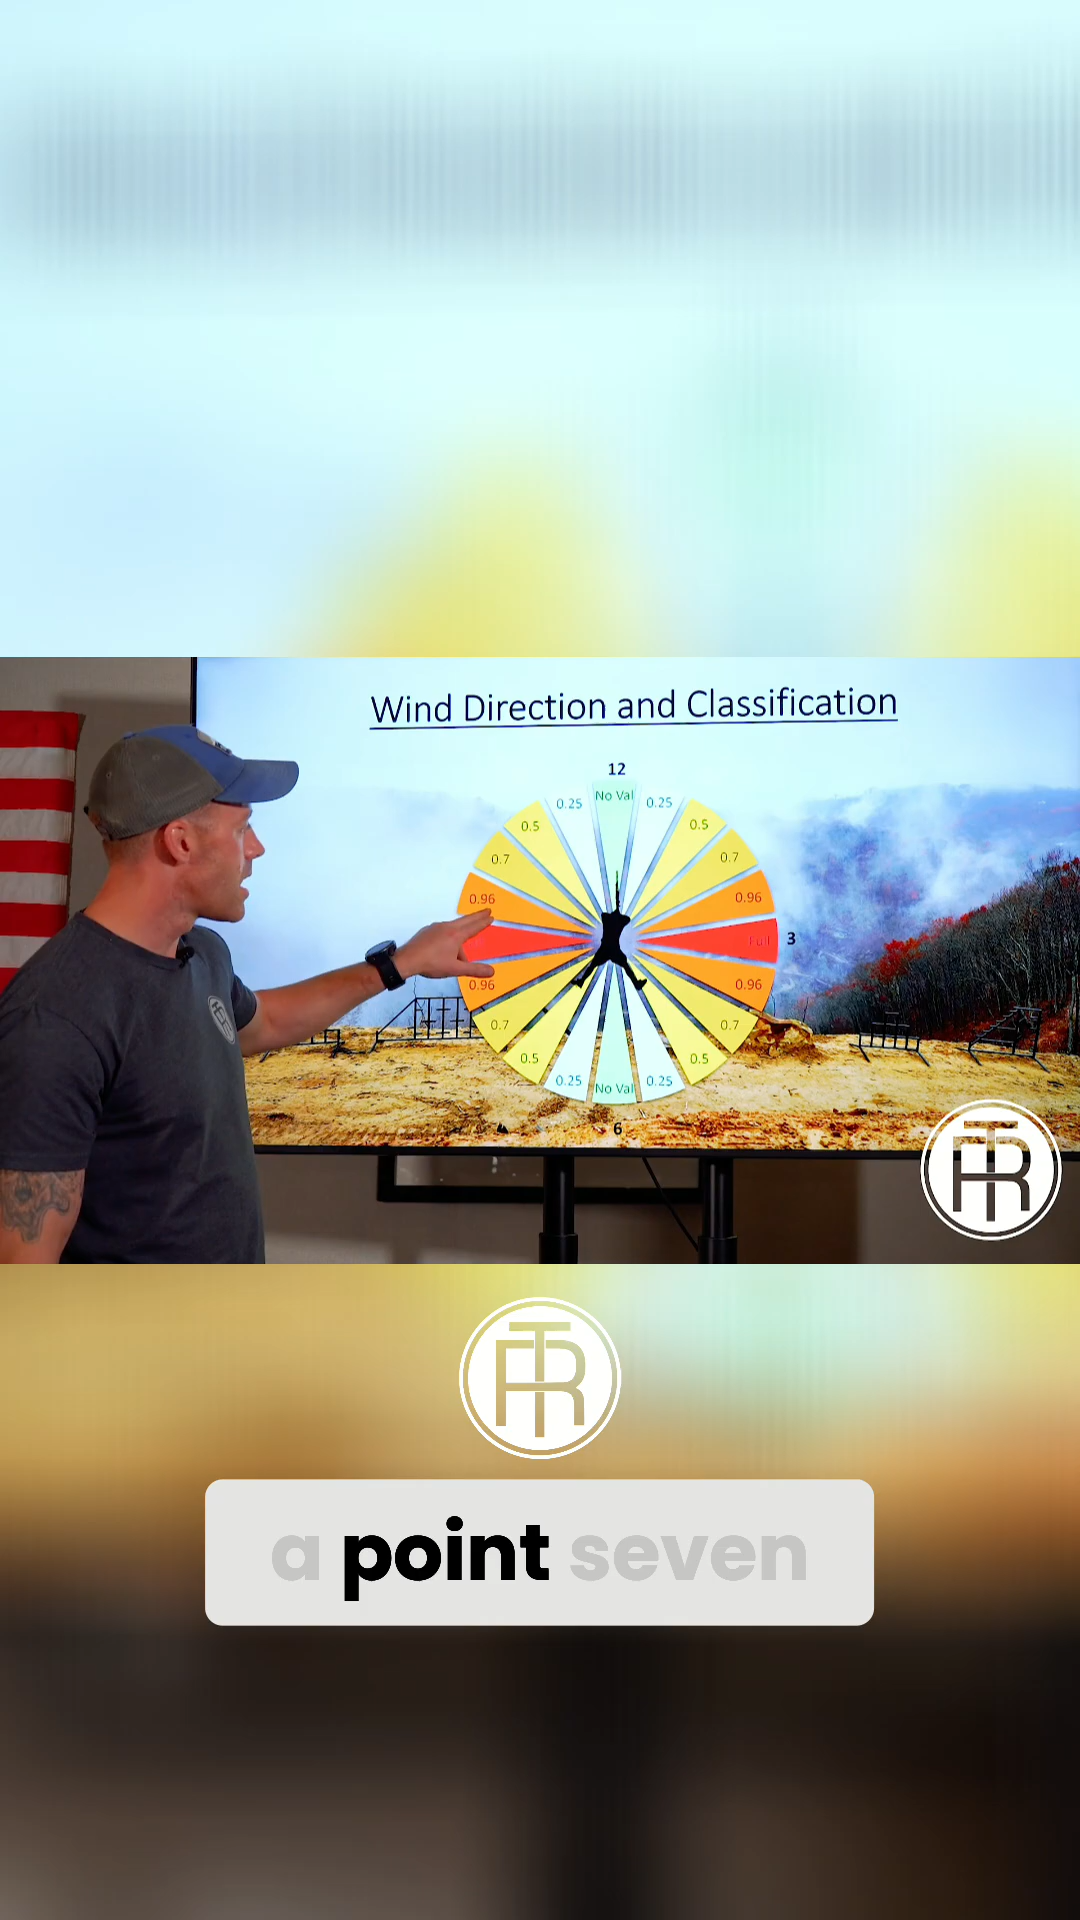 Wind Direction and Classification
12
0.25 No Val 0.25
0.5 0.5
0.7 0.7
0.96 0.96
Full 3
0.96 0.96
0.7 0.7
0.5 0.5
0.25 No Val 0.25
6
TR
TR
a point seven